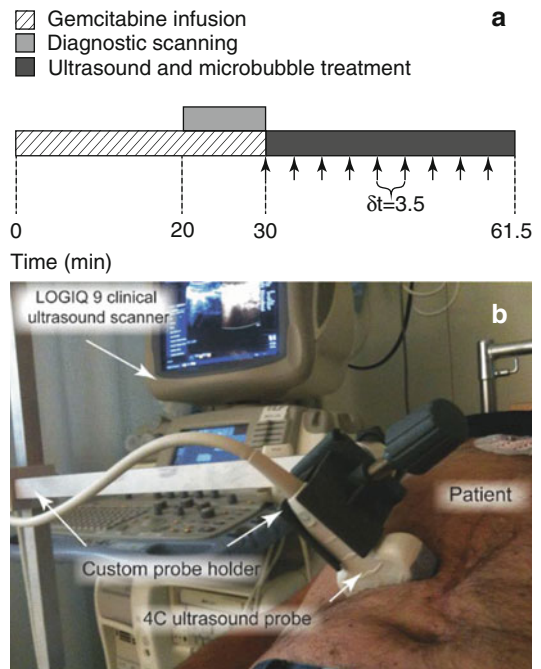 Gemcitabine infusion
a
Diagnostic scanning
Ultrasound and microbubble treatment
δt=3.5
0
20
30
61.5
Time (min)
LOGIQ 9 clinical
ultrasound scanner
b
Patient
Custom probe holder
4C ultrasound probe